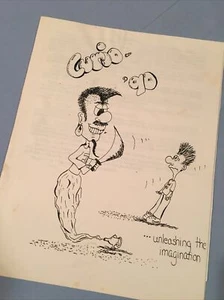 Curio -
'90
...unleashing the
imagination